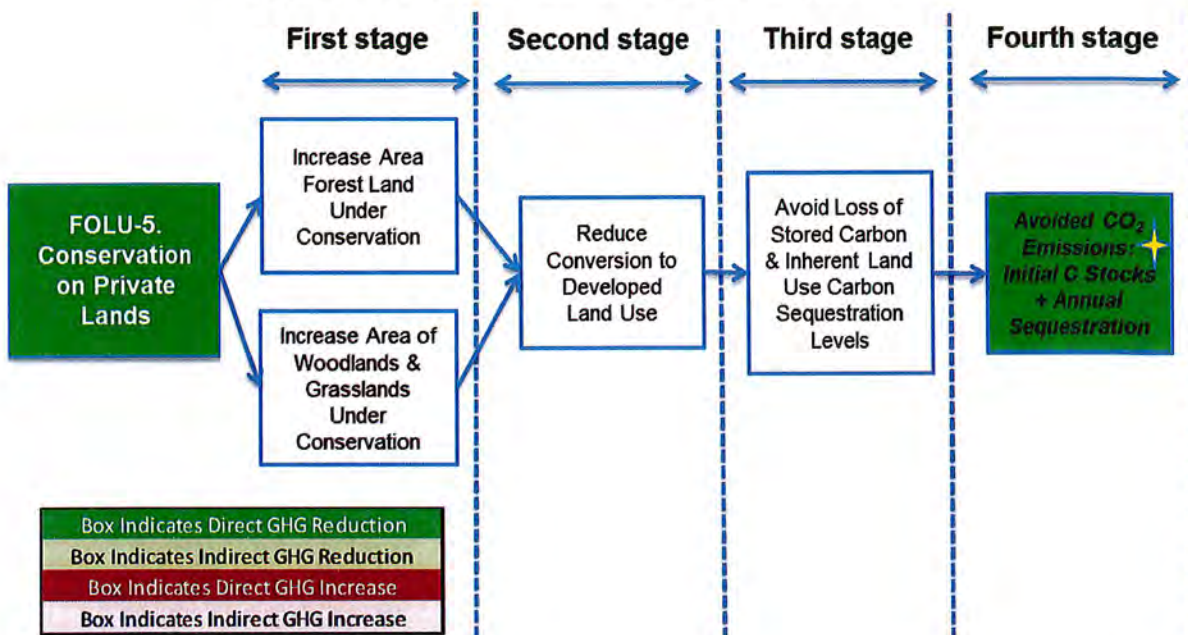 First stage
Second stage
Third stage
Fourth stage
FOLU-5.
Conservation
on Private
Lands
Increase Area
Forest Land
Under
Conservation
Increase Area of
Woodlands &
Grasslands
Under
Conservation
Reduce
Conversion to
Developed
Land Use
Avoid Loss of
Stored Carbon
& Inherent Land
Use Carbon
Sequestration
Levels
Avoided CO₂
Emissions:
Initial C Stocks
+ Annual
Sequestration
Box Indicates Direct GHG Reduction
Box Indicates Indirect GHG Reduction
Box Indicates Direct GHG Increase
Box Indicates Indirect GHG Increase